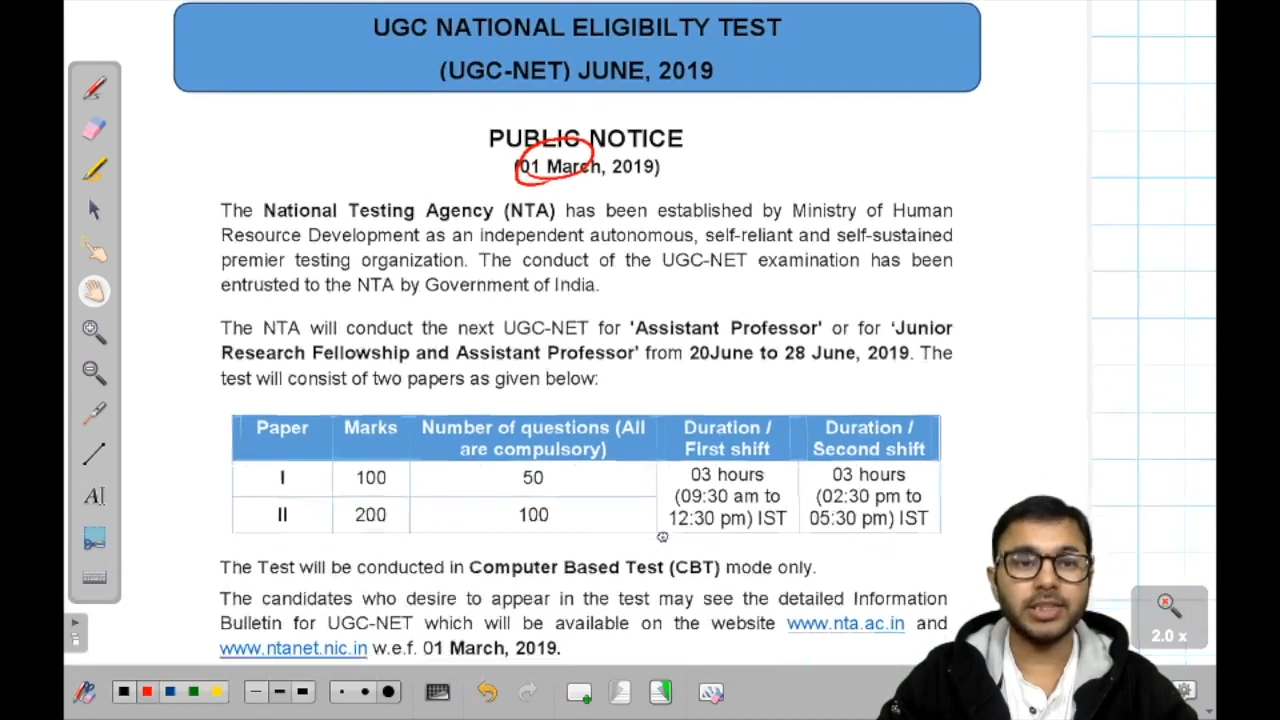 UGC NATIONAL ELIGIBILTY TEST
(UGC-NET) JUNE, 2019
PUBLIC NOTICE
(01 March, 2019)
The National Testing Agency (NTA) has been established by Ministry of Human
Resource Development as an independent autonomous, self-reliant and self-sustained
premier testing organization. The conduct of the UGC-NET examination has been
entrusted to the NTA by Government of India.
The NTA will conduct the next UGC-NET for 'Assistant Professor' or for ‘Junior
Research Fellowship and Assistant Professor’ from 20June to 28 June, 2019. The
test will consist of two papers as given below:
Paper Marks Number of questions (All are compulsory) Duration / First shift Duration / Second shift
I 100 50 03 hours (09:30 am to 12:30 pm) IST 03 hours (02:30 pm to 05:30 pm) IST
II 200 100
The Test will be conducted in Computer Based Test (CBT) mode only.
The candidates who desire to appear in the test may see the detailed Information
Bulletin for UGC-NET which will be available on the website www.nta.ac.in and
www.ntanet.nic.in w.e.f. 01 March, 2019.
2.0 x